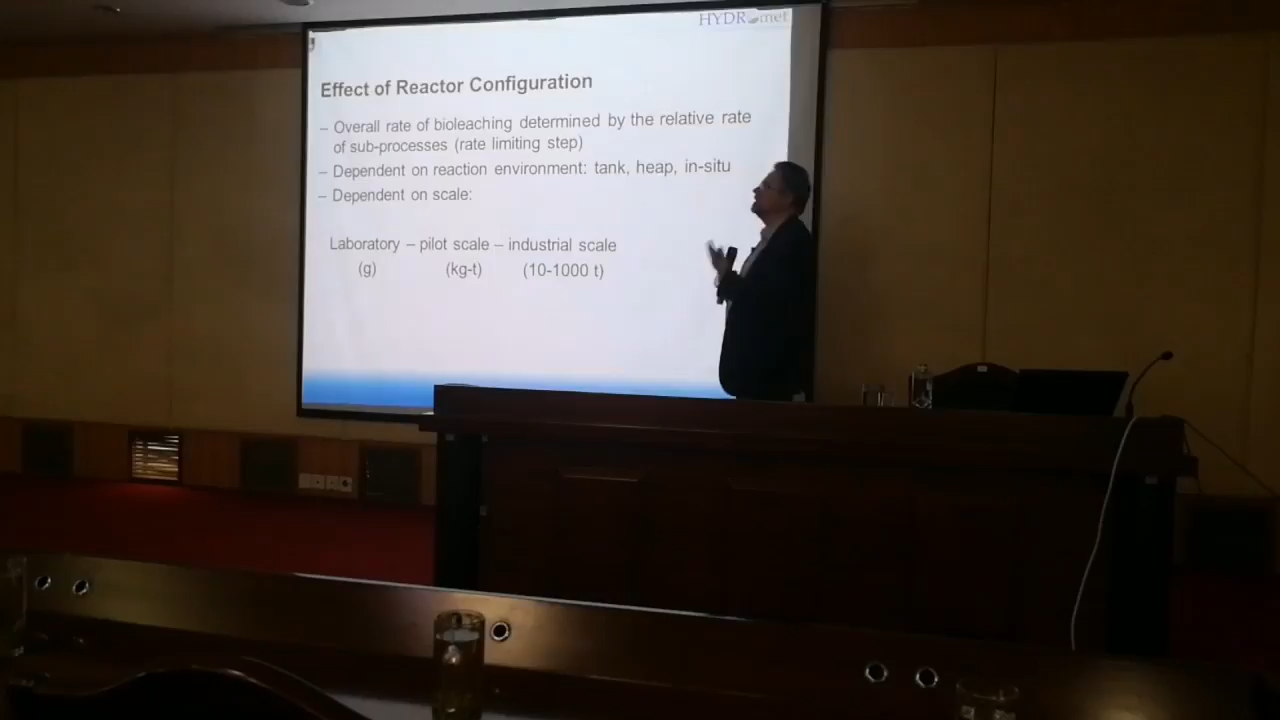 HYDRomet
Effect of Reactor Configuration
– Overall rate of bioleaching determined by the relative rate
of sub-processes (rate limiting step)
– Dependent on reaction environment: tank, heap, in-situ
– Dependent on scale:
Laboratory – pilot scale – industrial scale
(g) (kg-t) (10-1000 t)